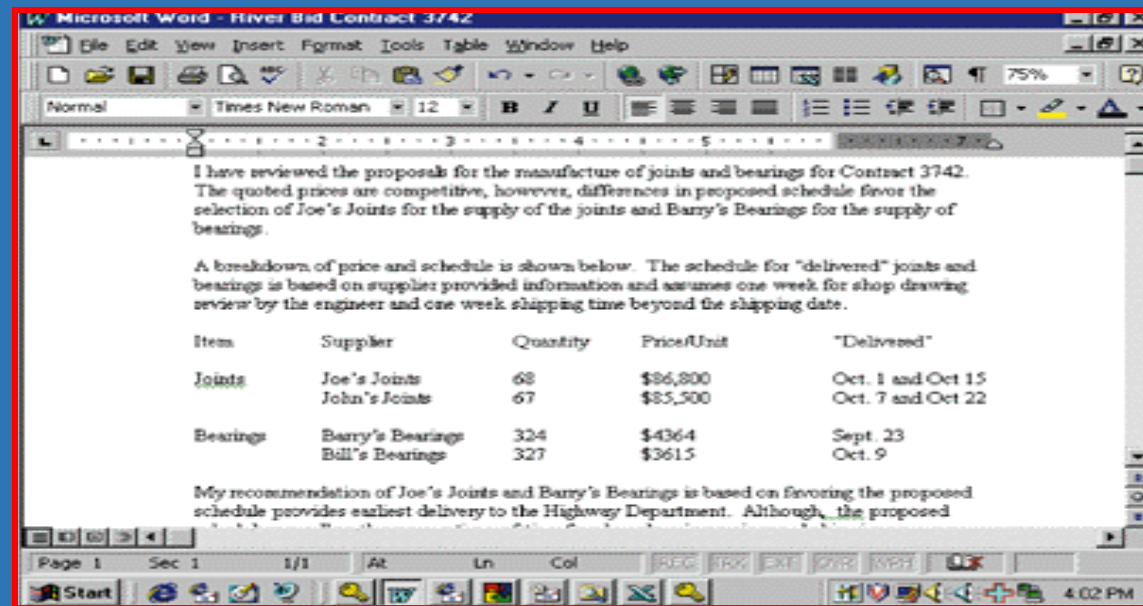 Microsoft Word - River Bid Contract 3742
File Edit View Insert Format Tools Table Window Help
75%
Normal Times New Roman 12 B I U
2 3 4 5 7
I have reviewed the proposals for the manufacture of joints and bearings for Contract 3742.
The quoted prices are competitive, however, differences in proposed schedule favor the
selection of Joe's Joints for the supply of the joints and Barry's Bearings for the supply of
bearings.
A breakdown of price and schedule is shown below. The schedule for "delivered" joints and
bearings is based on supplier provided information and assumes one week for shop drawing
review by the engineer and one week shipping time beyond the shipping date.
Item Supplier Quantity Price/Unit "Delivered"
Joints Joe's Joints 68 $86,800 Oct. 1 and Oct 15
John's Joints 67 $85,500 Oct. 7 and Oct 22
Bearings Barry's Bearings 324 $4364 Sept. 23
Bill's Bearings 327 $3615 Oct. 9
My recommendation of Joe's Joints and Barry's Bearings is based on favoring the proposed
schedule provides earliest delivery to the Highway Department. Although, the proposed
Page 1 Sec 1 1/1 At Ln Col REC TRK EXT OVR WPH
Start 4:02 PM